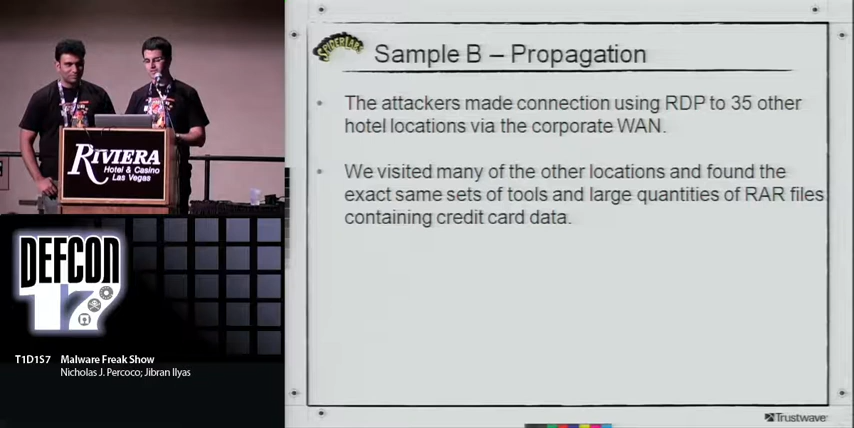 SPIDERLABS
Sample B – Propagation
• The attackers made connection using RDP to 35 other
hotel locations via the corporate WAN.
• We visited many of the other locations and found the
exact same sets of tools and large quantities of RAR files
containing credit card data.
RIVIERA
Hotel & Casino
Las Vegas
DEFCON
17
T1D1S7 Malware Freak Show
Nicholas J. Percoco; Jibran Ilyas
Trustwave